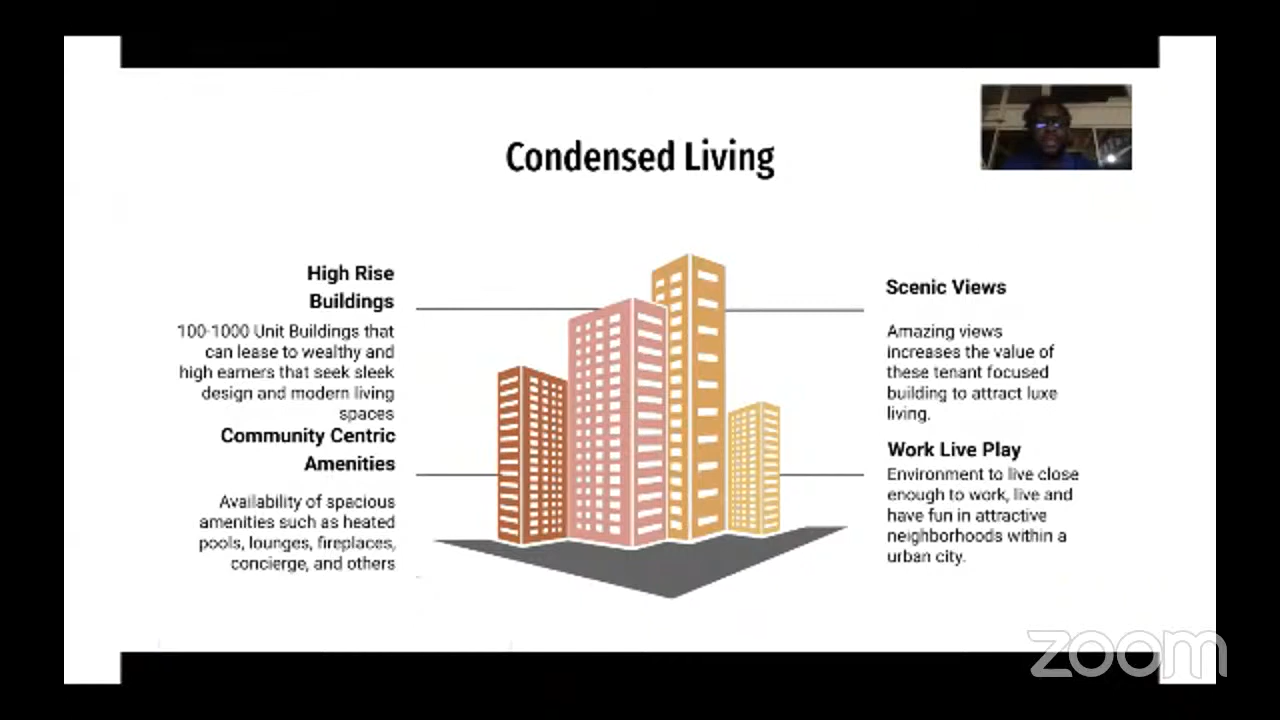 Condensed Living
High Rise
Buildings
100-1000 Unit Buildings that
can lease to wealthy and
high earners that seek sleek
design and modern living
spaces
Community Centric
Amenities
Availability of spacious
amenities such as heated
pools, lounges, fireplaces,
concierge, and others
Scenic Views
Amazing views
increases the value of
these tenant focused
building to attract luxe
living.
Work Live Play
Environment to live close
enough to work, live and
have fun in attractive
neighborhoods within a
urban city.
zoom